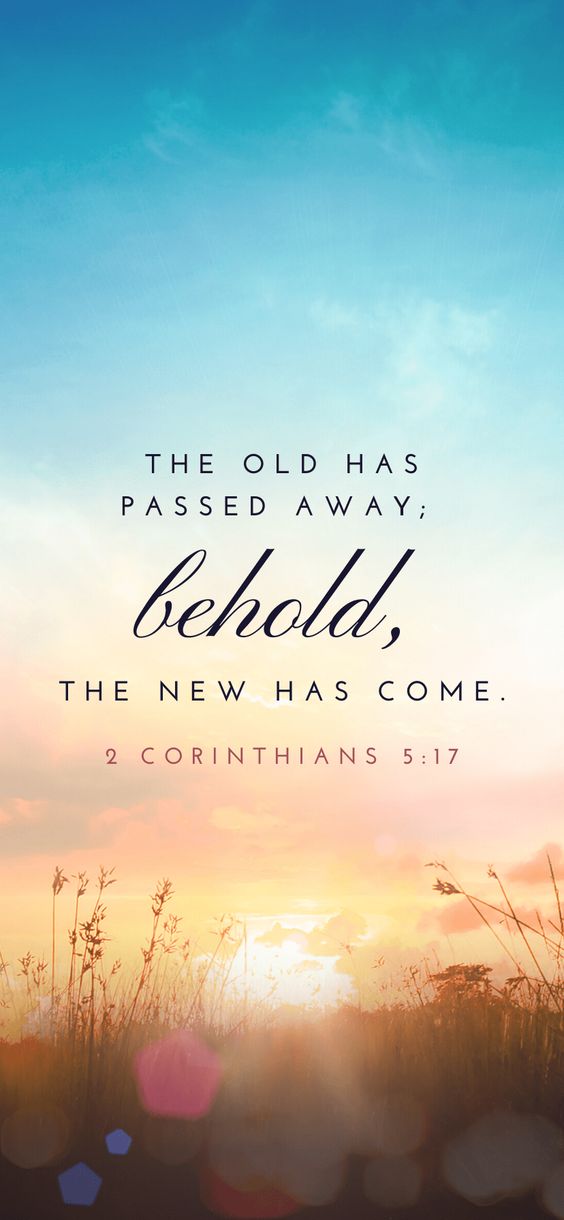 THE OLD HAS
PASSED AWAY;
behold,
THE NEW HAS COME.
2 CORINTHIANS 5:17